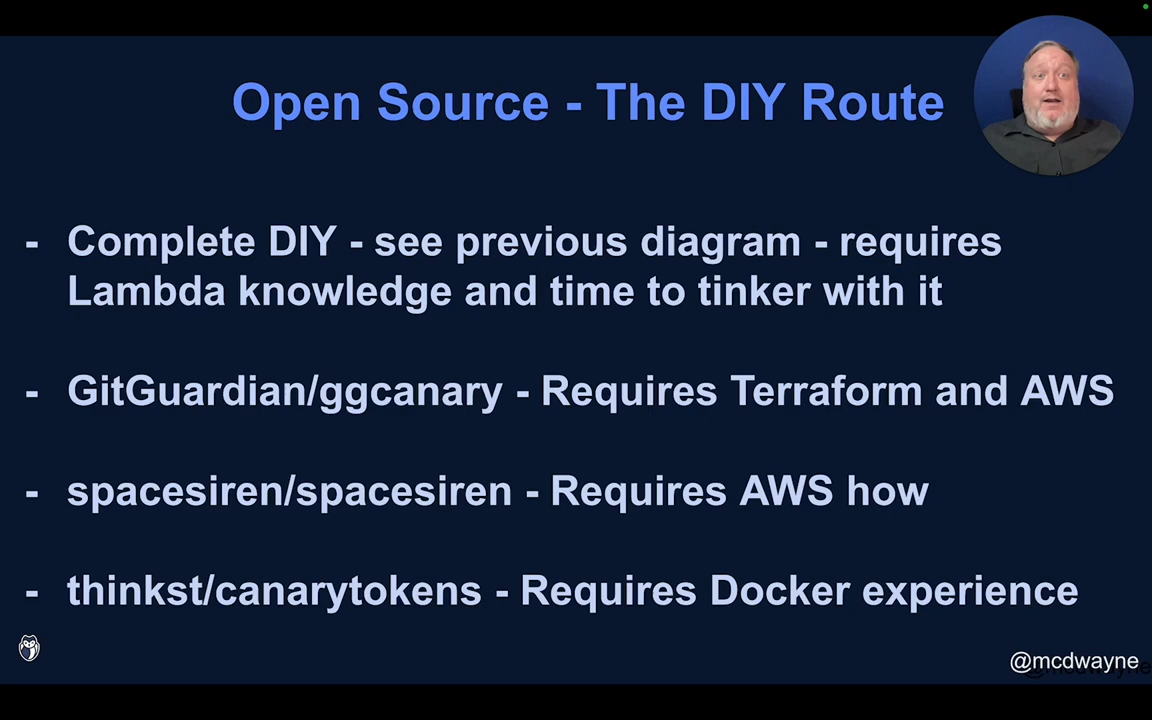 Open Source - The DIY Route
- Complete DIY - see previous diagram - requires
Lambda knowledge and time to tinker with it
- GitGuardian/ggcanary - Requires Terraform and AWS
- spacesiren/spacesiren - Requires AWS how
- thinkst/canarytokens - Requires Docker experience
@mcdwayne
@mcdwayne